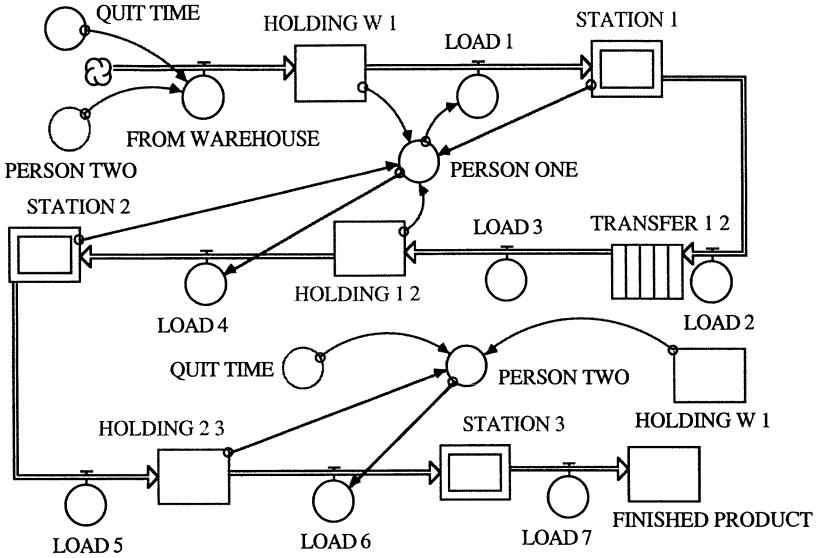 QUIT TIME
HOLDING W 1
LOAD 1
STATION 1
FROM WAREHOUSE
PERSON TWO
PERSON ONE
STATION 2
LOAD 3
TRANSFER 1 2
HOLDING 1 2
LOAD 4
LOAD 2
QUIT TIME
PERSON TWO
HOLDING W 1
HOLDING 2 3
STATION 3
LOAD 5
LOAD 6
LOAD 7
FINISHED PRODUCT